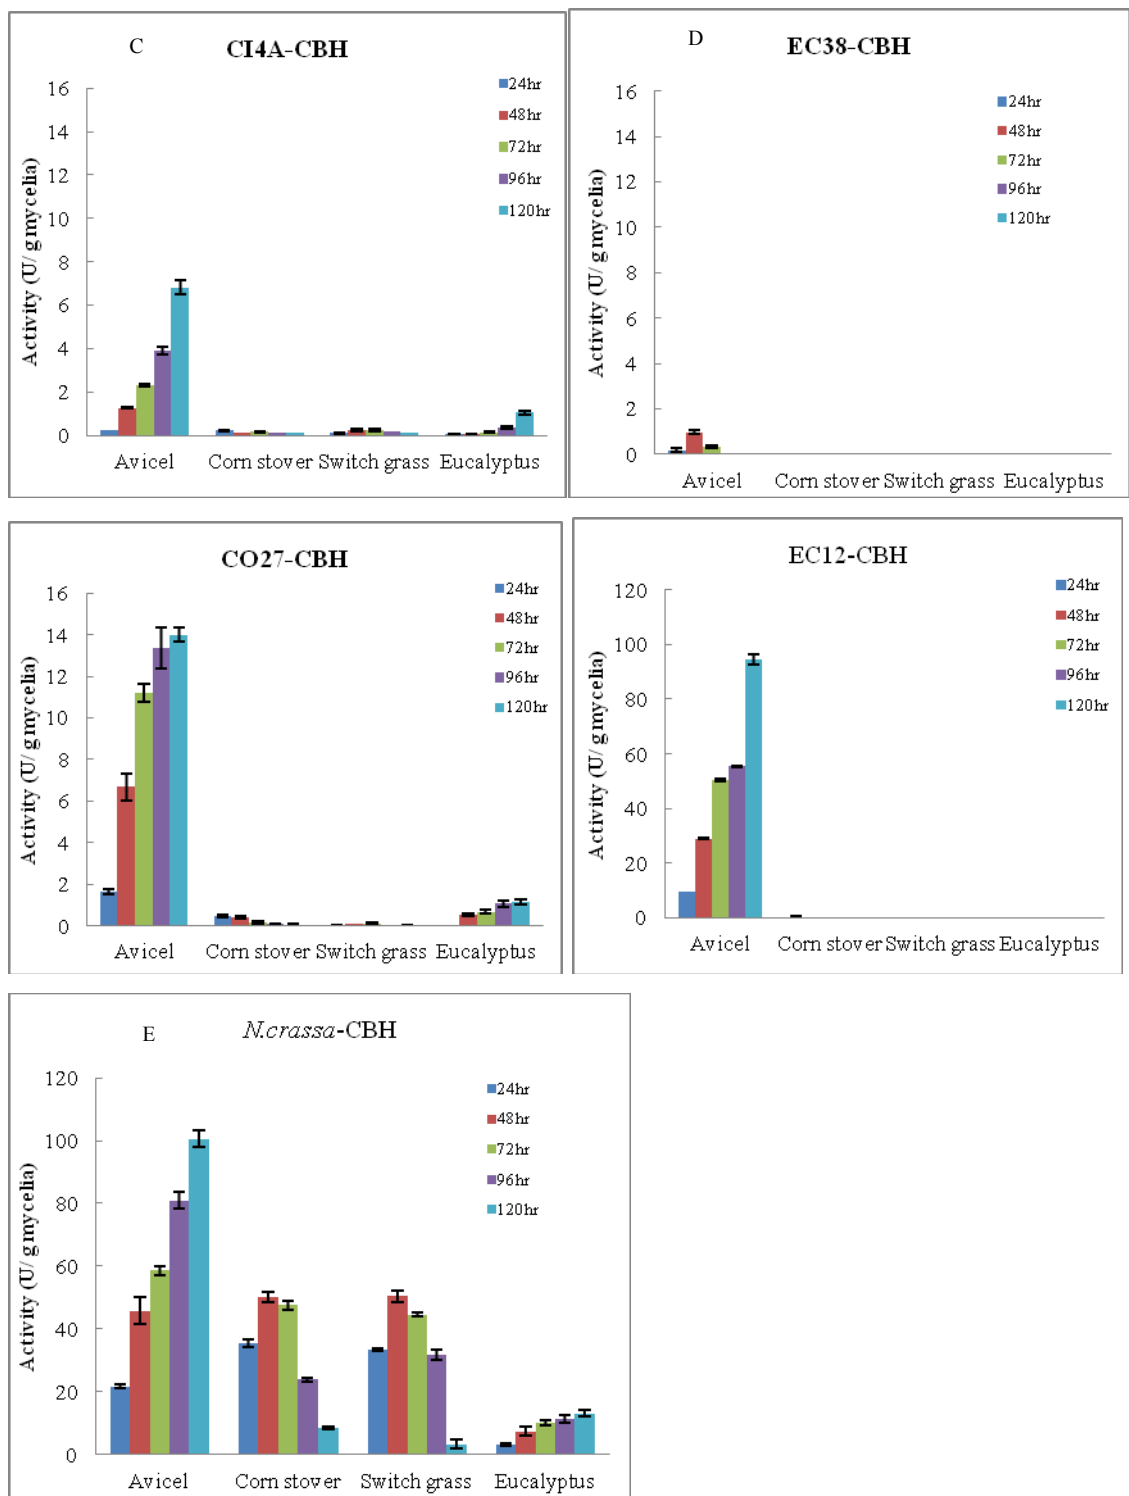 C
CI4A-CBH
Activity (U/ g mycelia)
16
14
12
10
8
6
4
2
0
24hr
48hr
72hr
96hr
120hr
Avicel Corn stover Switch grass Eucalyptus
D
EC38-CBH
Activity (U/ g mycelia)
16
14
12
10
8
6
4
2
0
24hr
48hr
72hr
96hr
120hr
Avicel Corn stover Switch grass Eucalyptus
CO27-CBH
Activity (U/ g mycelia)
16
14
12
10
8
6
4
2
0
24hr
48hr
72hr
96hr
120hr
Avicel Corn stover Switch grass Eucalyptus
EC12-CBH
Activity (U/ g mycelia)
120
100
80
60
40
20
0
24hr
48hr
72hr
96hr
120hr
Avicel Corn stover Switch grass Eucalyptus
E
N.crassa-CBH
Activity (U/ g mycelia)
120
100
80
60
40
20
0
24hr
48hr
72hr
96hr
120hr
Avicel Corn stover Switch grass Eucalyptus